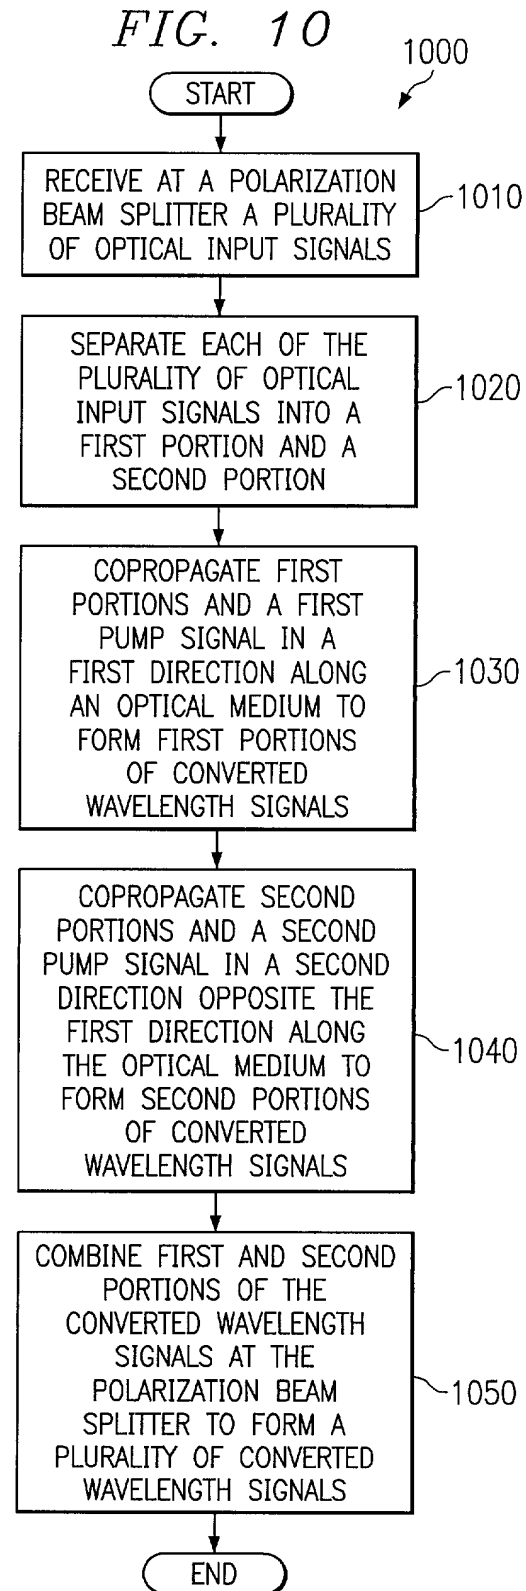 FIG. 10
1000
START
RECEIVE AT A POLARIZATION
BEAM SPLITTER A PLURALITY
OF OPTICAL INPUT SIGNALS
1010
SEPARATE EACH OF THE
PLURALITY OF OPTICAL
INPUT SIGNALS INTO A
FIRST PORTION AND A
SECOND PORTION
1020
COPROPAGATE FIRST
PORTIONS AND A FIRST
PUMP SIGNAL IN A
FIRST DIRECTION ALONG
AN OPTICAL MEDIUM TO
FORM FIRST PORTIONS
OF CONVERTED
WAVELENGTH SIGNALS
1030
COPROPAGATE SECOND
PORTIONS AND A SECOND
PUMP SIGNAL IN A SECOND
DIRECTION OPPOSITE THE
FIRST DIRECTION ALONG
THE OPTICAL MEDIUM TO
FORM SECOND PORTIONS
OF CONVERTED
WAVELENGTH SIGNALS
1040
COMBINE FIRST AND SECOND
PORTIONS OF THE
CONVERTED WAVELENGTH
SIGNALS AT THE
POLARIZATION BEAM
SPLITTER TO FORM A
PLURALITY OF CONVERTED
WAVELENGTH SIGNALS
1050
END